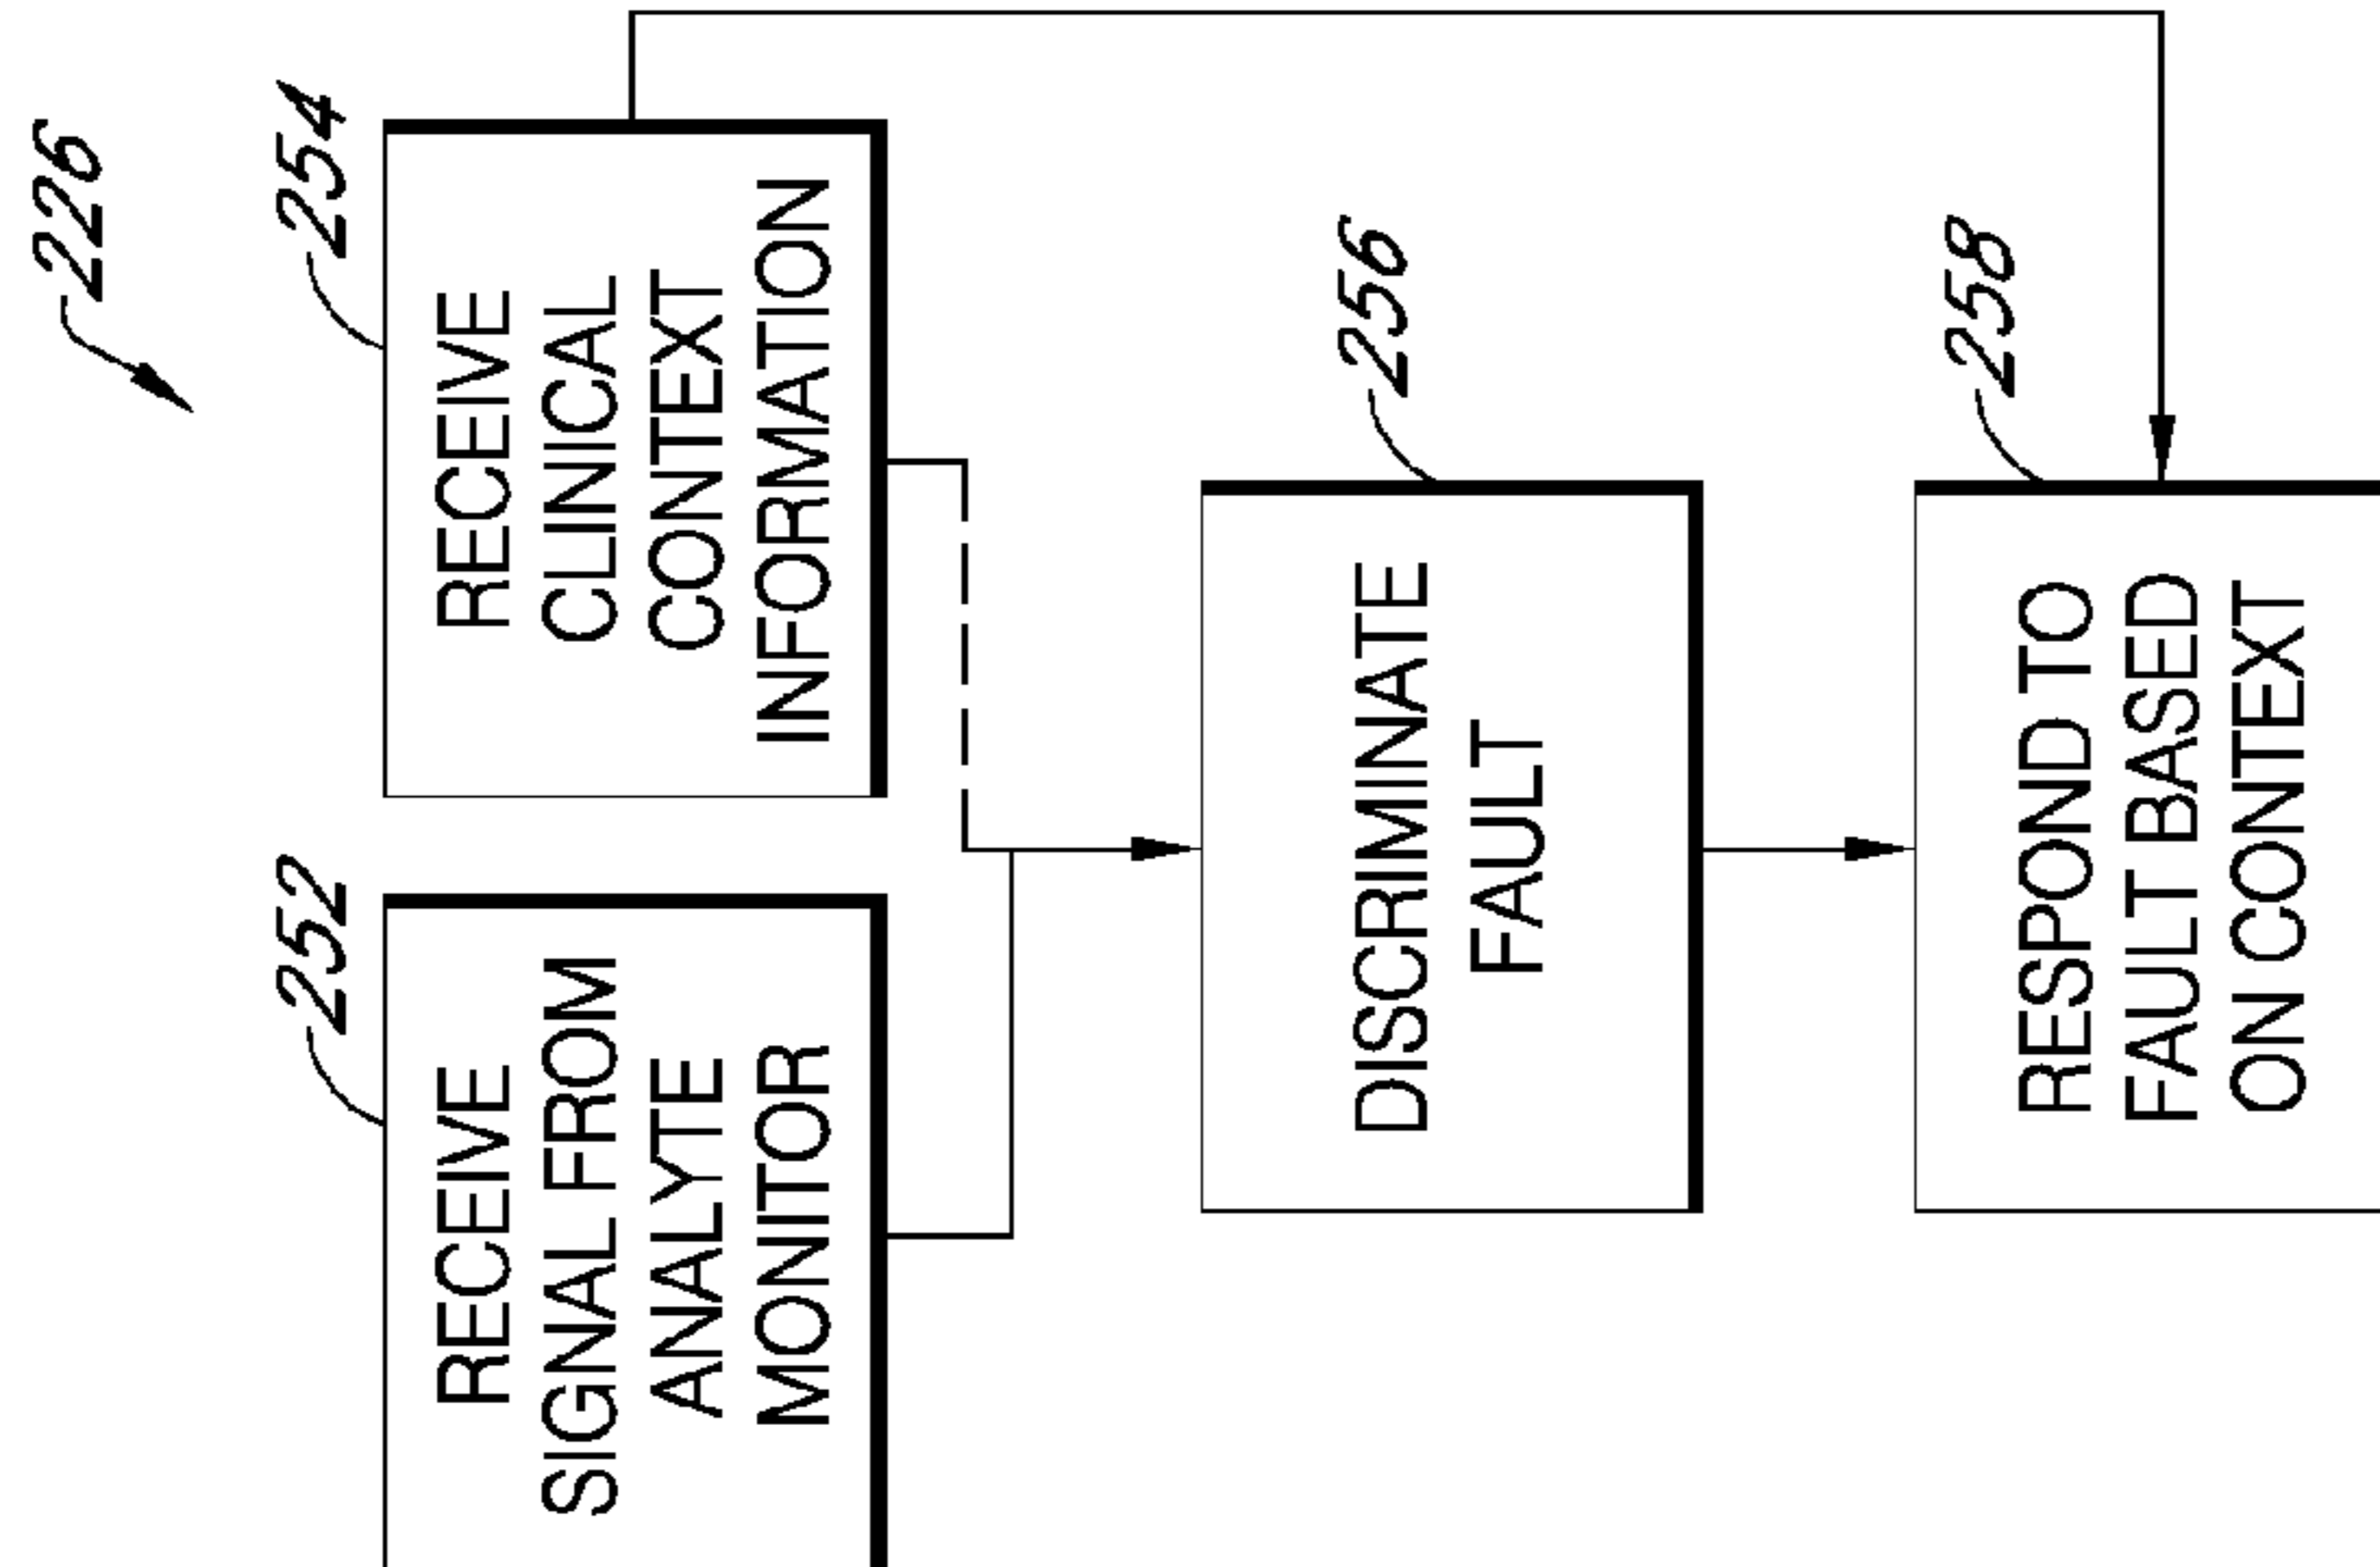 226
252
RECEIVE
SIGNAL FROM
ANALYTE
MONITOR
254
RECEIVE
CLINICAL
CONTEXT
INFORMATION
256
DISCRIMINATE
FAULT
258
RESPOND TO
FAULT BASED
ON CONTEXT